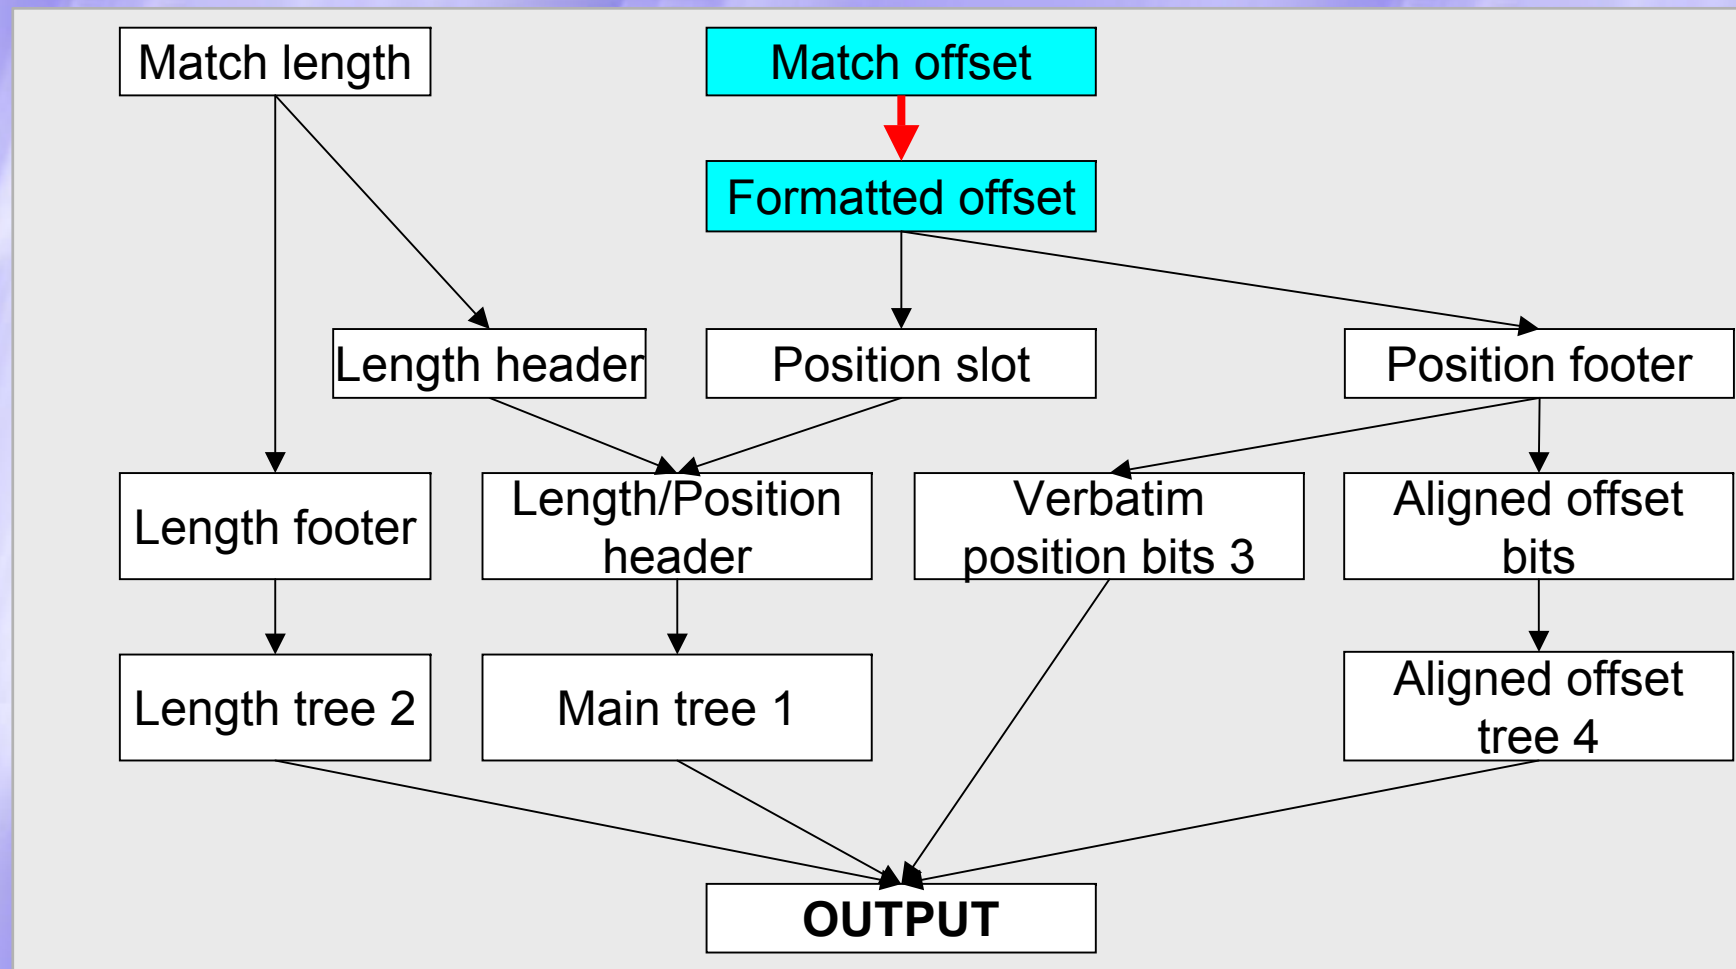 Match length
Match offset
Formatted offset
Length header
Position slot
Position footer
Length footer
Length/Position
header
Verbatim
position bits 3
Aligned offset
bits
Length tree 2
Main tree 1
Aligned offset
tree 4
OUTPUT